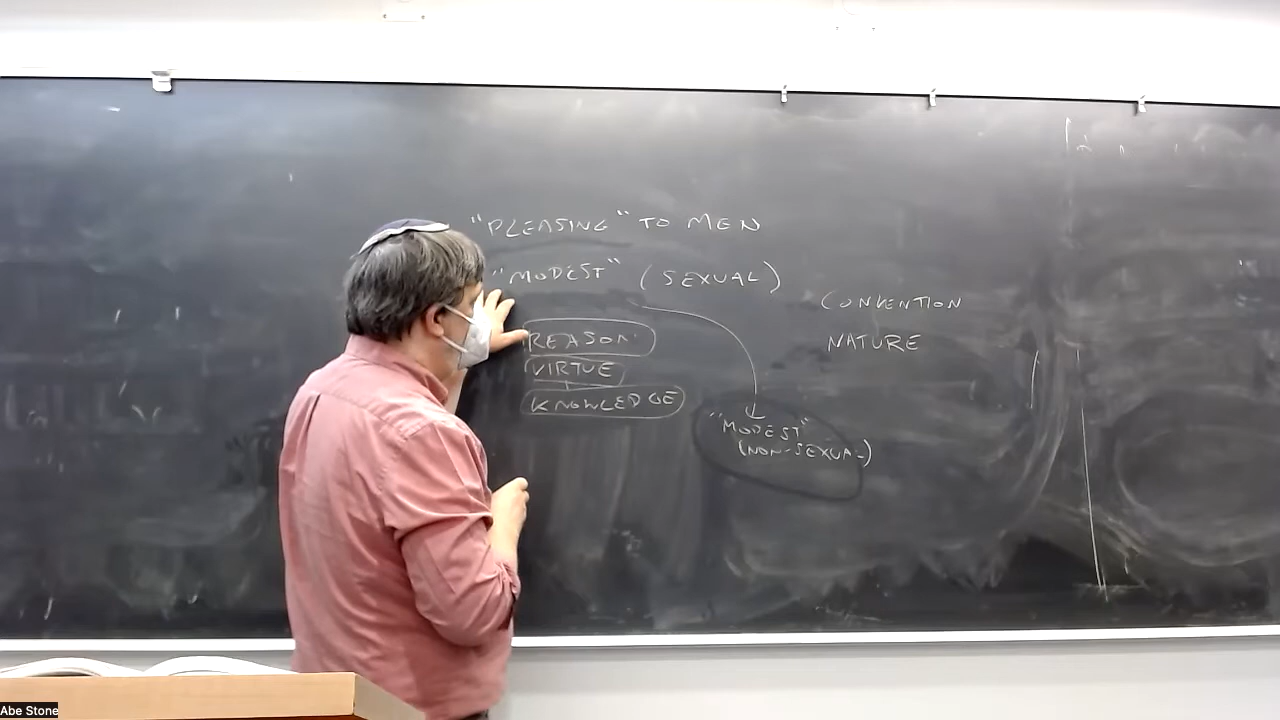 "PLEASING" TO MEN
"MODEST" (SEXUAL)
CONVENTION
REASON
NATURE
VIRTUE
KNOWLEDGE
"MODEST"
(NON-SEXUAL)
Abe Stone